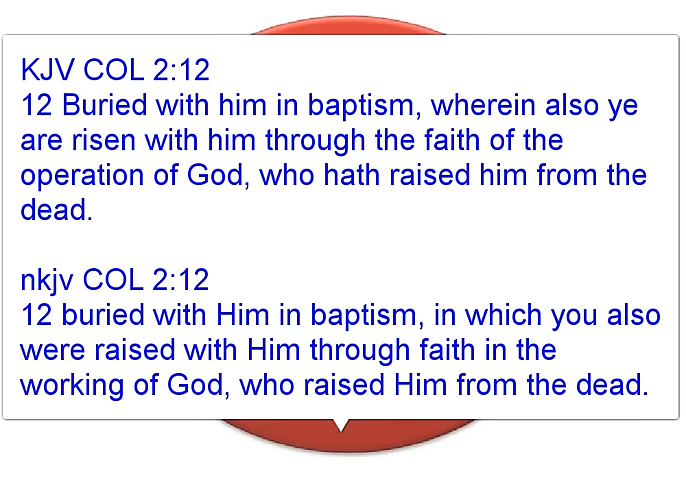 KJV COL 2:12
12 Buried with him in baptism, wherein also ye
are risen with him through the faith of the
operation of God, who hath raised him from the
dead.
nkjv COL 2:12
12 buried with Him in baptism, in which you also
were raised with Him through faith in the
working of God, who raised Him from the dead.